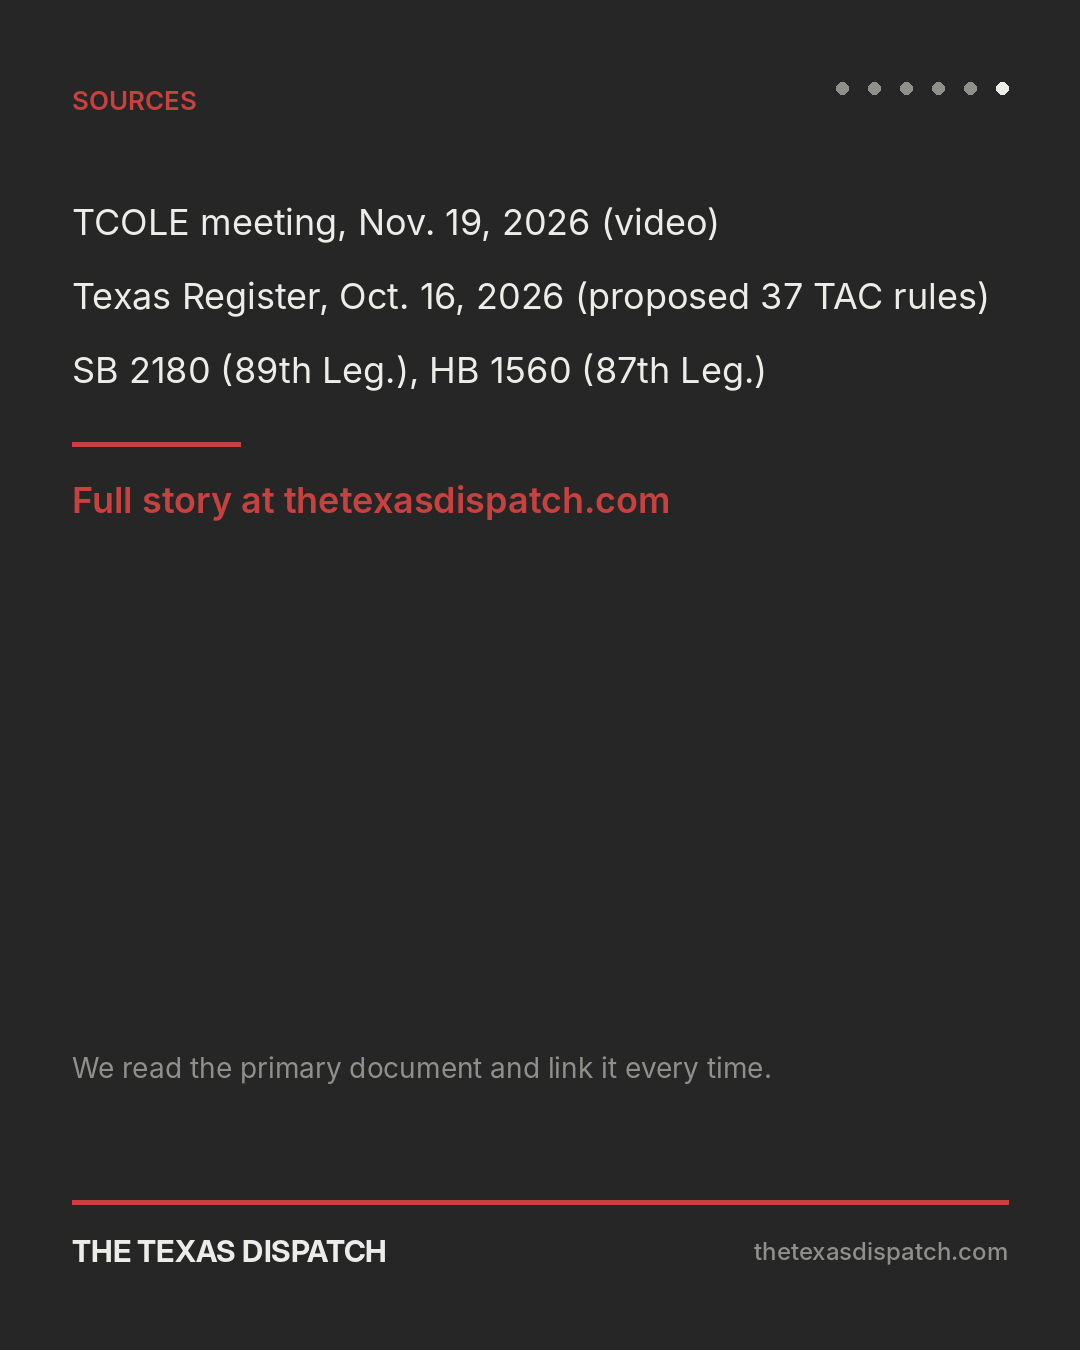 SOURCES
TCOLE meeting, Nov. 19, 2026 (video)
Texas Register, Oct. 16, 2026 (proposed 37 TAC rules)
SB 2180 (89th Leg.), HB 1560 (87th Leg.)
Full story at thetexasdispatch.com
We read the primary document and link it every time.
THE TEXAS DISPATCH
thetexasdispatch.com